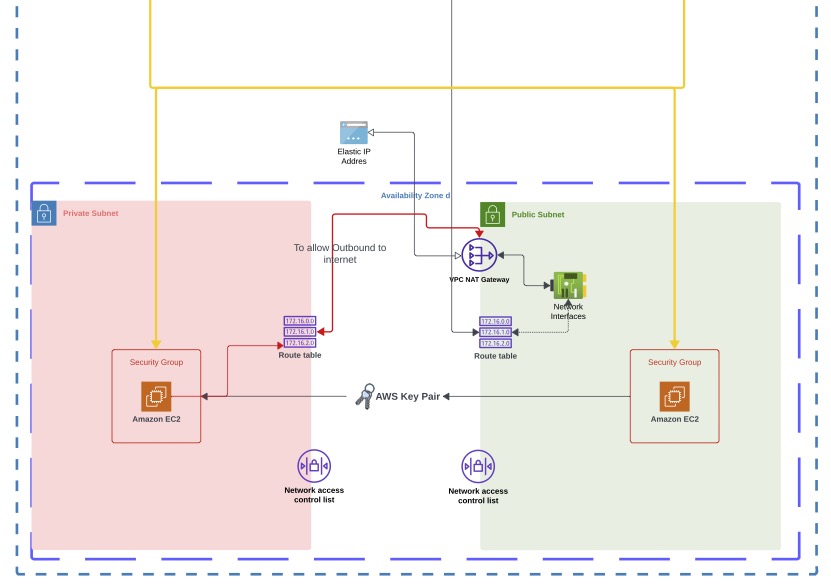 Elastic IP
Addres
Availability Zone d
Private Subnet
Public Subnet
To allow Outbound to
internet
VPC NAT Gateway
Network
Interfaces
172.16.0.0
172.16.1.0
172.16.2.0
Route table
172.16.0.0
172.16.1.0
172.16.2.0
Route table
Security Group
Amazon EC2
AWS Key Pair
Security Group
Amazon EC2
Network access
control list
Network access
control list